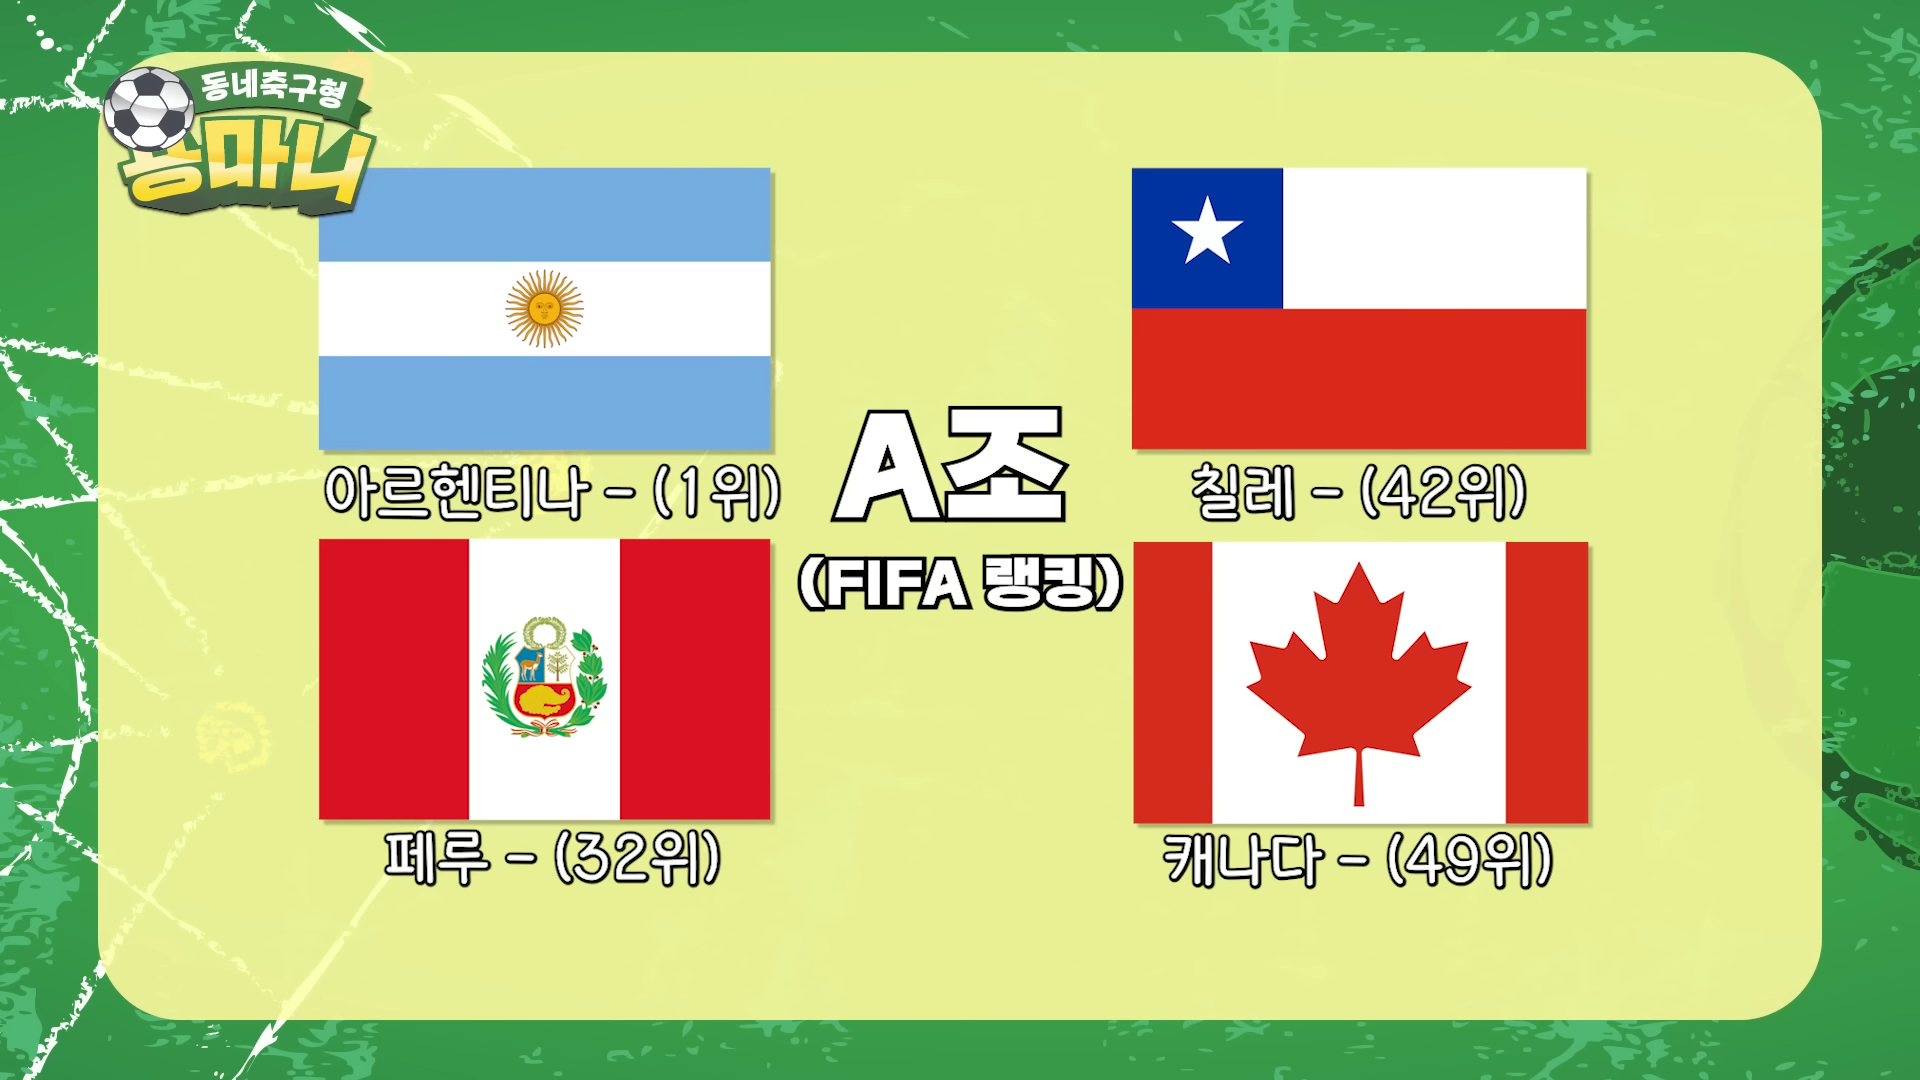 동네축구형
용마니
아르헨티나 - (1위)
칠레 - (42위)
A조
(FIFA 랭킹)
페루 - (32위)
캐나다 - (49위)